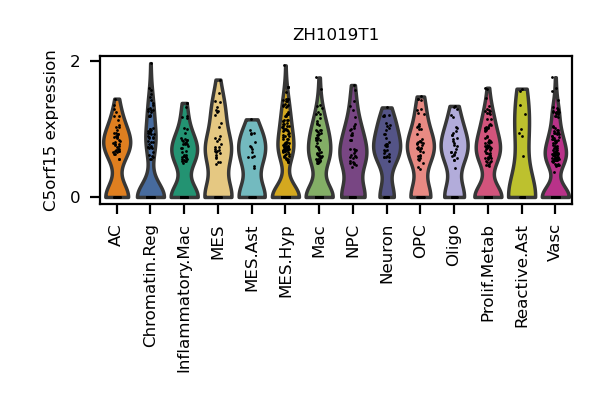 ZH1019T1
C5orf15 expression
2
0
AC
Chromatin.Reg
Inflammatory.Mac
MES
MES.Ast
MES.Hyp
Mac
NPC
Neuron
OPC
Oligo
Prolif.Metab
Reactive.Ast
Vasc